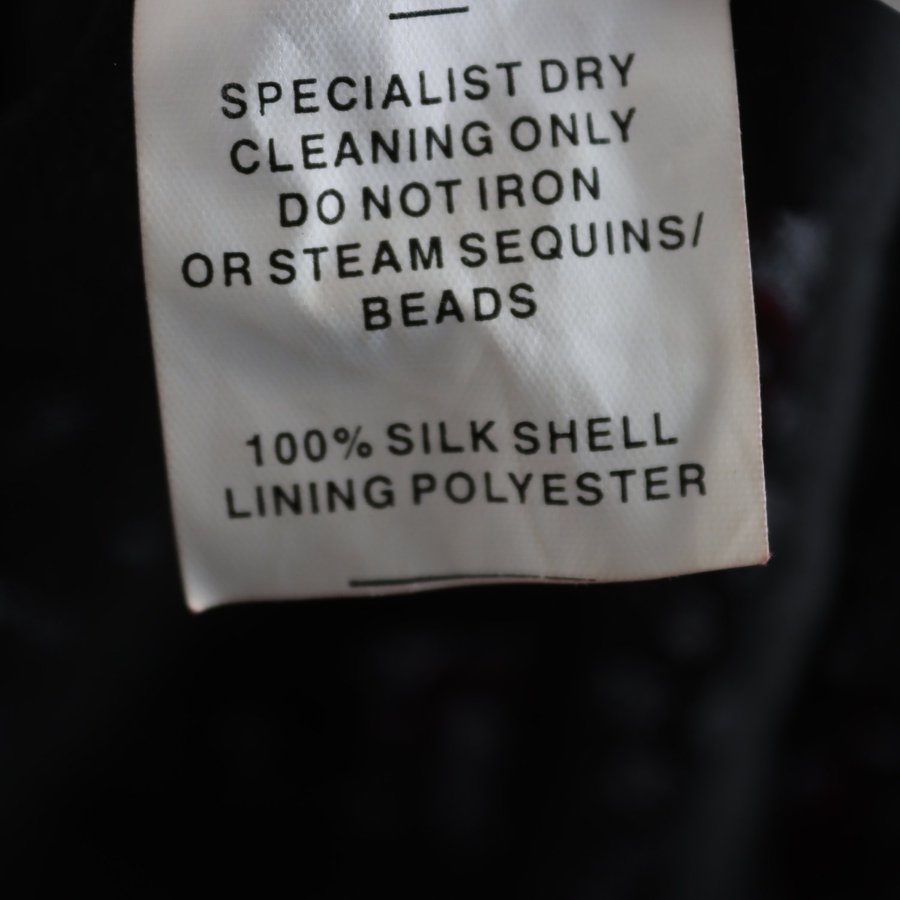 SPECIALIST DRY
CLEANING ONLY
DO NOT IRON
OR STEAM SEQUINS/
BEADS
100% SILK SHELL
LINING POLYESTER